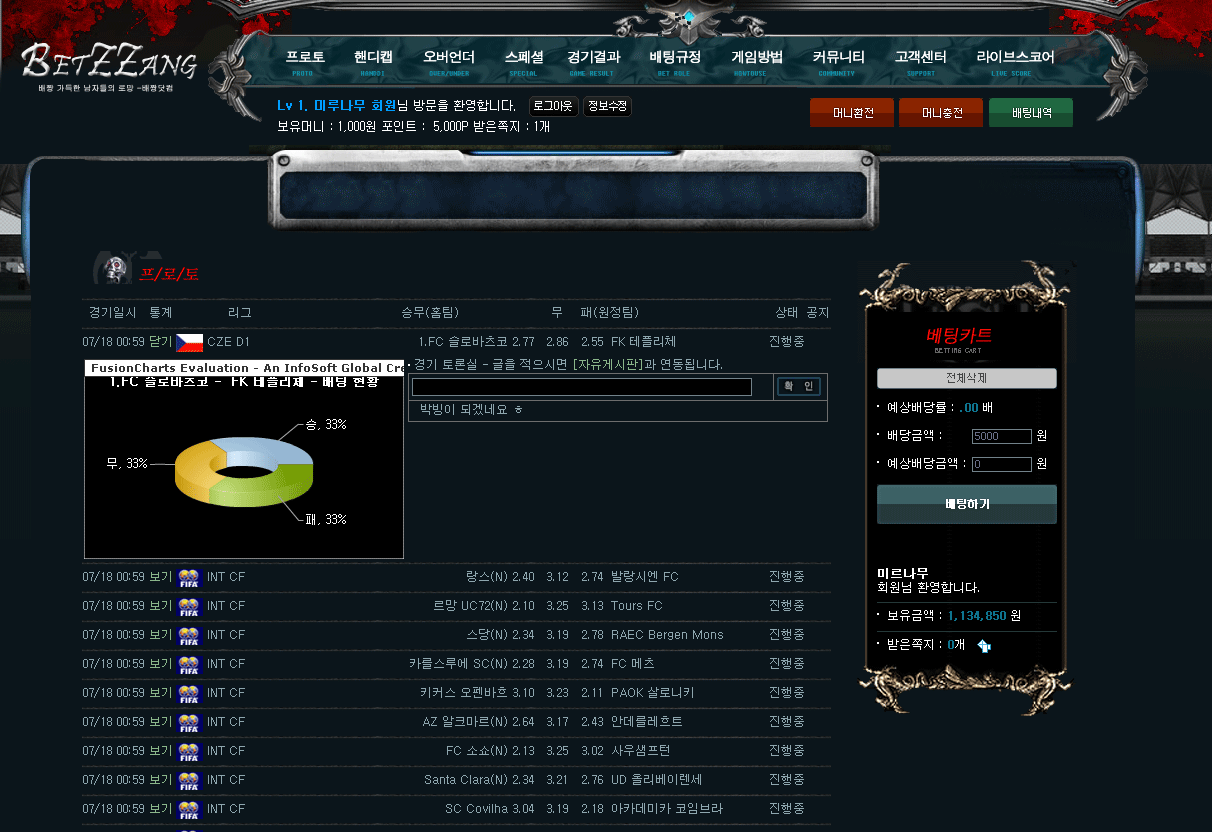 BETZZANG
배짱 가득한 남자들의 로망 -배짱닷컴
프로토 핸디캡 오버언더 스페셜 경기결과 배팅규정 게임방법 커뮤니티 고객센터 라이브스코어
PROTO HANDDI OVER/UNDER SPECIAL GAME RESULT BET RULE HOWTOUSE COMMUNITY SUPPORT LIVE SCORE
Lv 1. 미루나무 회원님 방문을 환영합니다. 로그아웃 정보수정
보유머니 : 1,000원 포인트 : 5,000P 받은쪽지 : 1개
머니환전 머니충전 배팅내역
프/로/토
경기일시 통계 리그 승무(홈팀) 무 패(원정팀) 상태 공지
07/18 00:59 닫기 CZE D1 1.FC 슬로바츠코 2.77 2.86 2.55 FK 테플리체 진행중
FusionCharts Evaluation - An InfoSoft Global Cre
1.FC 슬로바츠코 - FK 테플리체 - 배팅 현황
승, 33%
무, 33%
패, 33%
· 경기 토론실 - 글을 적으시면 [자유게시판]과 연동됩니다.
확 인
박빙이 되겠네요 ㅎ
07/18 00:59 보기 FIFA INT CF 랑스(N) 2.40 3.12 2.74 발랑시엔 FC 진행중
07/18 00:59 보기 FIFA INT CF 르망 UC72(N) 2.10 3.25 3.13 Tours FC 진행중
07/18 00:59 보기 FIFA INT CF 스당(N) 2.34 3.19 2.78 RAEC Bergen Mons 진행중
07/18 00:59 보기 FIFA INT CF 카를스루에 SC(N) 2.28 3.19 2.74 FC 메츠 진행중
07/18 00:59 보기 FIFA INT CF 키커스 오펜바흐 3.10 3.23 2.11 PAOK 살로니키 진행중
07/18 00:59 보기 FIFA INT CF AZ 알크마르(N) 2.64 3.17 2.43 안데를레흐트 진행중
07/18 00:59 보기 FIFA INT CF FC 소쇼(N) 2.13 3.25 3.02 사우샘프턴 진행중
07/18 00:59 보기 FIFA INT CF Santa Clara(N) 2.34 3.21 2.76 UD 올리베이렌세 진행중
07/18 00:59 보기 FIFA INT CF SC Covilha 3.04 3.19 2.18 아카데미카 코임브라 진행중
베팅카트
BETTING CART
전체삭제
· 예상배당률 : .00 배
· 배당금액 : 5000 원
· 예상배당금액 : 0 원
베팅하기
미르나무
회원님 환영합니다.
· 보유금액 : 1,134,850 원
· 받은쪽지 : 0개